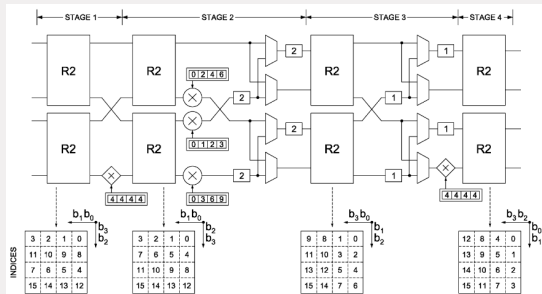 STAGE 1
STAGE 2
STAGE 3
STAGE 4
R2 R2 R2 R2
R2 R2 R2 R2
0 2 4 6
0 1 2 3
0 3 6 9
4 4 4 4
4 4 4 4
2 2 2 2
1 1 1 1
b1 b0 b3 b2
b1 b0 b2 b3
b3 b0 b2 b1
b3 b2 b0 b1
INDICES
3 2 1 0
11 10 9 8
7 6 5 4
15 14 13 12
3 2 1 0
7 6 5 4
11 10 9 8
15 14 13 12
9 8 1 0
11 10 3 2
13 12 5 4
15 14 7 6
12 8 4 0
13 9 5 1
14 10 6 2
15 11 7 3